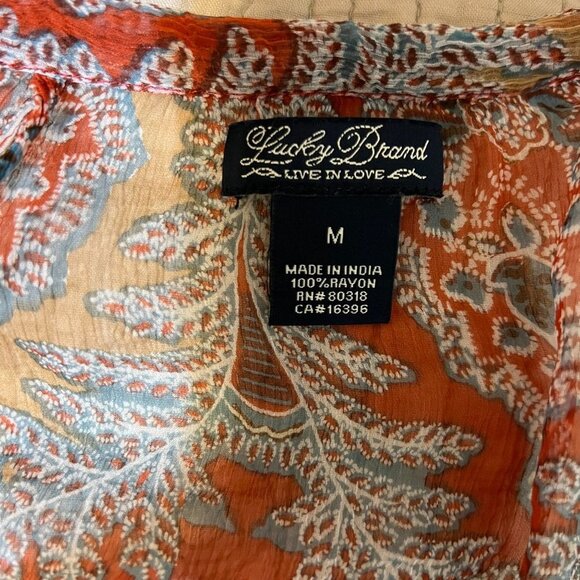 Lucky Brand
LIVE IN LOVE
M
MADE IN INDIA
100%RAYON
RN# 80318
CA#16396